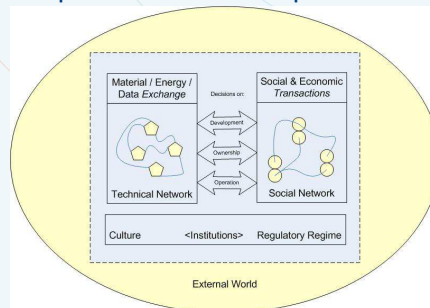 Material / Energy /
Data Exchange
Decisions on:
Social & Economic
Transactions
Development
Ownership
Operation
Technical Network
Social Network
Culture <Institutions> Regulatory Regime
External World